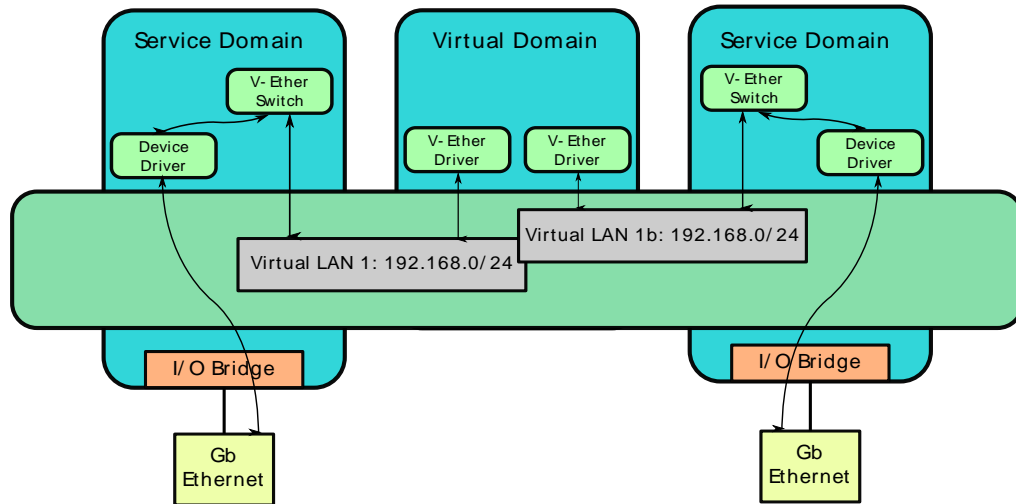 Service Domain
Virtual Domain
Service Domain
V- Ether
Switch
Device
Driver
V- Ether
Driver
V- Ether
Driver
V- Ether
Switch
Device
Driver
Virtual LAN 1: 192.168.0/ 24
Virtual LAN 1b: 192.168.0/ 24
I/ O Bridge
I/ O Bridge
Gb
Ethernet
Gb
Ethernet